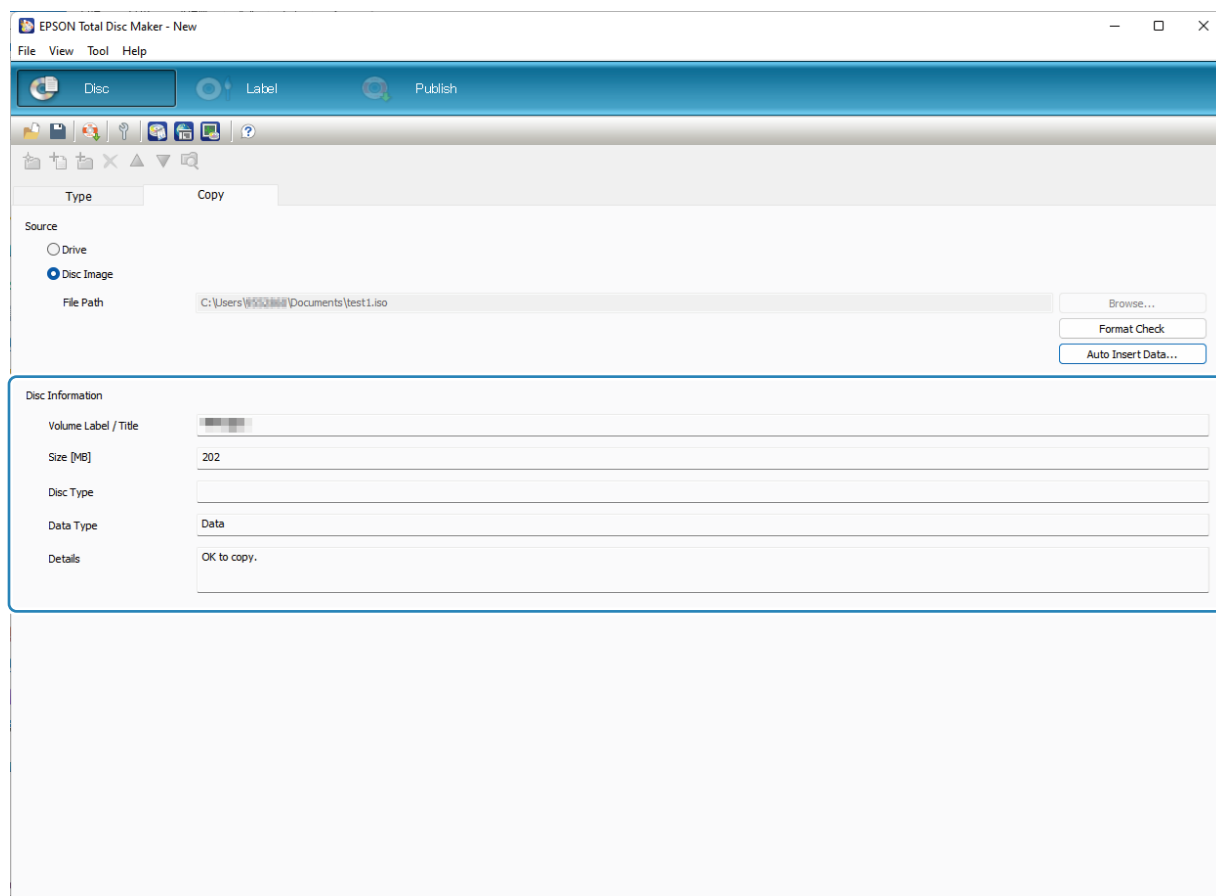 EPSON Total Disc Maker - New
File View Tool Help
Disc Label Publish
Type Copy
Source
Drive
Disc Image
File Path C:\Users\ \Documents\test1.iso Browse...
Format Check
Auto Insert Data...
Disc Information
Volume Label / Title
Size [MB] 202
Disc Type
Data Type Data
Details OK to copy.